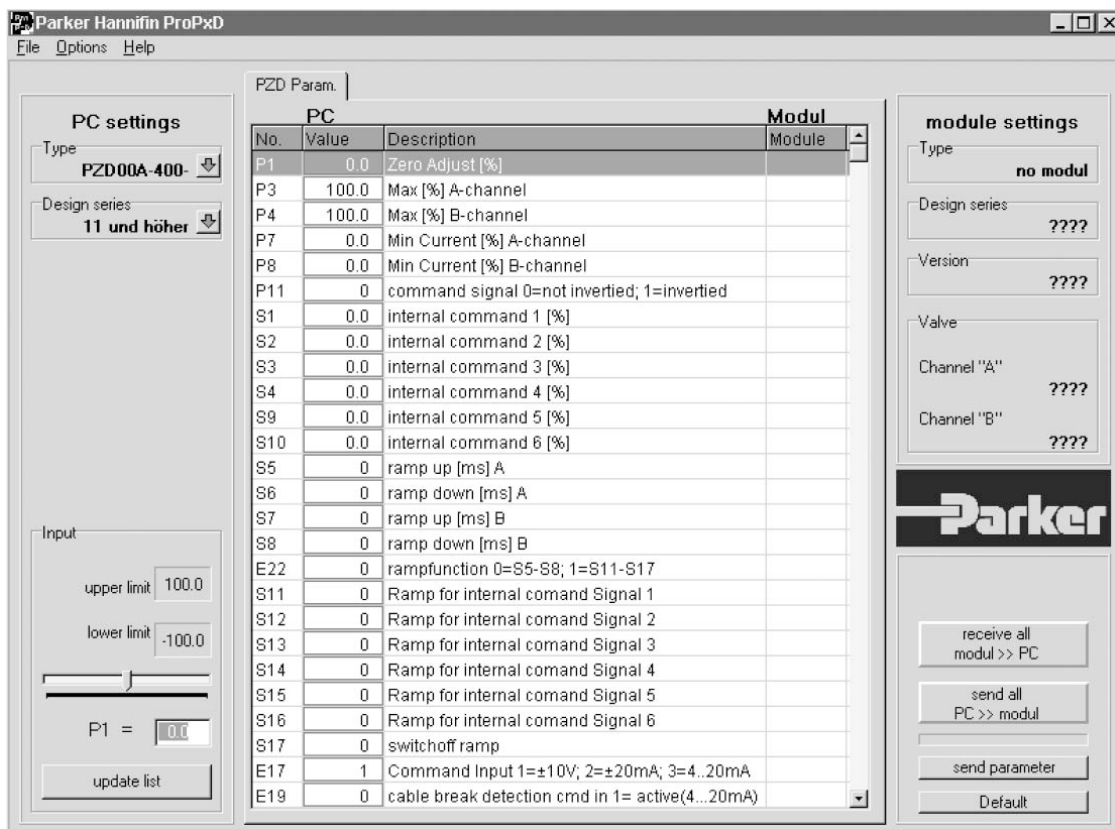 Parker Hannifin ProPxD
File Options Help
PC settings
Type
PZD00A-400-
Design series
11 und höher
Input
upper limit 100.0
lower limit -100.0
P1 = 0.0
update list
PZD Param.
PC Modul
No. Value Description Module
P1 0.0 Zero Adjust [%]
P3 100.0 Max [%] A-channel
P4 100.0 Max [%] B-channel
P7 0.0 Min Current [%] A-channel
P8 0.0 Min Current [%] B-channel
P11 0 command signal 0=not invertied; 1=invertied
S1 0.0 internal command 1 [%]
S2 0.0 internal command 2 [%]
S3 0.0 internal command 3 [%]
S4 0.0 internal command 4 [%]
S9 0.0 internal command 5 [%]
S10 0.0 internal command 6 [%]
S5 0 ramp up [ms] A
S6 0 ramp down [ms] A
S7 0 ramp up [ms] B
S8 0 ramp down [ms] B
E22 0 rampfunction 0=S5-S8; 1=S11-S17
S11 0 Ramp for internal comand Signal 1
S12 0 Ramp for internal comand Signal 2
S13 0 Ramp for internal comand Signal 3
S14 0 Ramp for internal comand Signal 4
S15 0 Ramp for internal comand Signal 5
S16 0 Ramp for internal comand Signal 6
S17 0 switchoff ramp
E17 1 Command Input 1=±10V; 2=±20mA; 3=4..20mA
E19 0 cable break detection cmd in 1= active(4...20mA)
module settings
Type
no modul
Design series
????
Version
????
Valve
Channel "A"
????
Channel "B"
????
Parker
receive all
modul >> PC
send all
PC >> modul
send parameter
Default